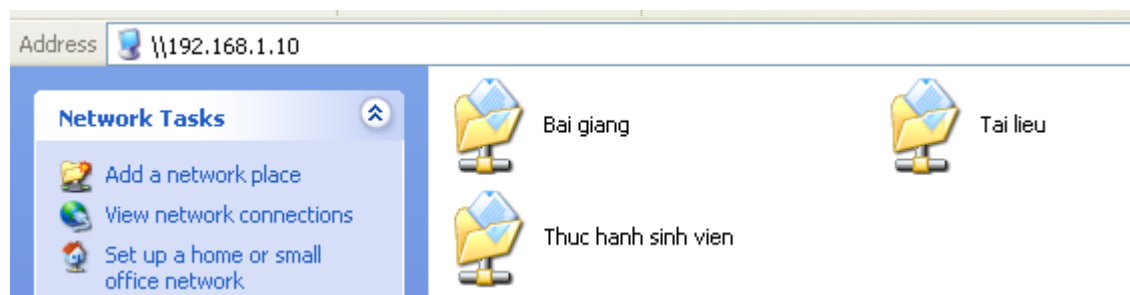 Address \\192.168.1.10
Network Tasks
Add a network place
View network connections
Set up a home or small
office network
Bai giang
Tai lieu
Thuc hanh sinh vien